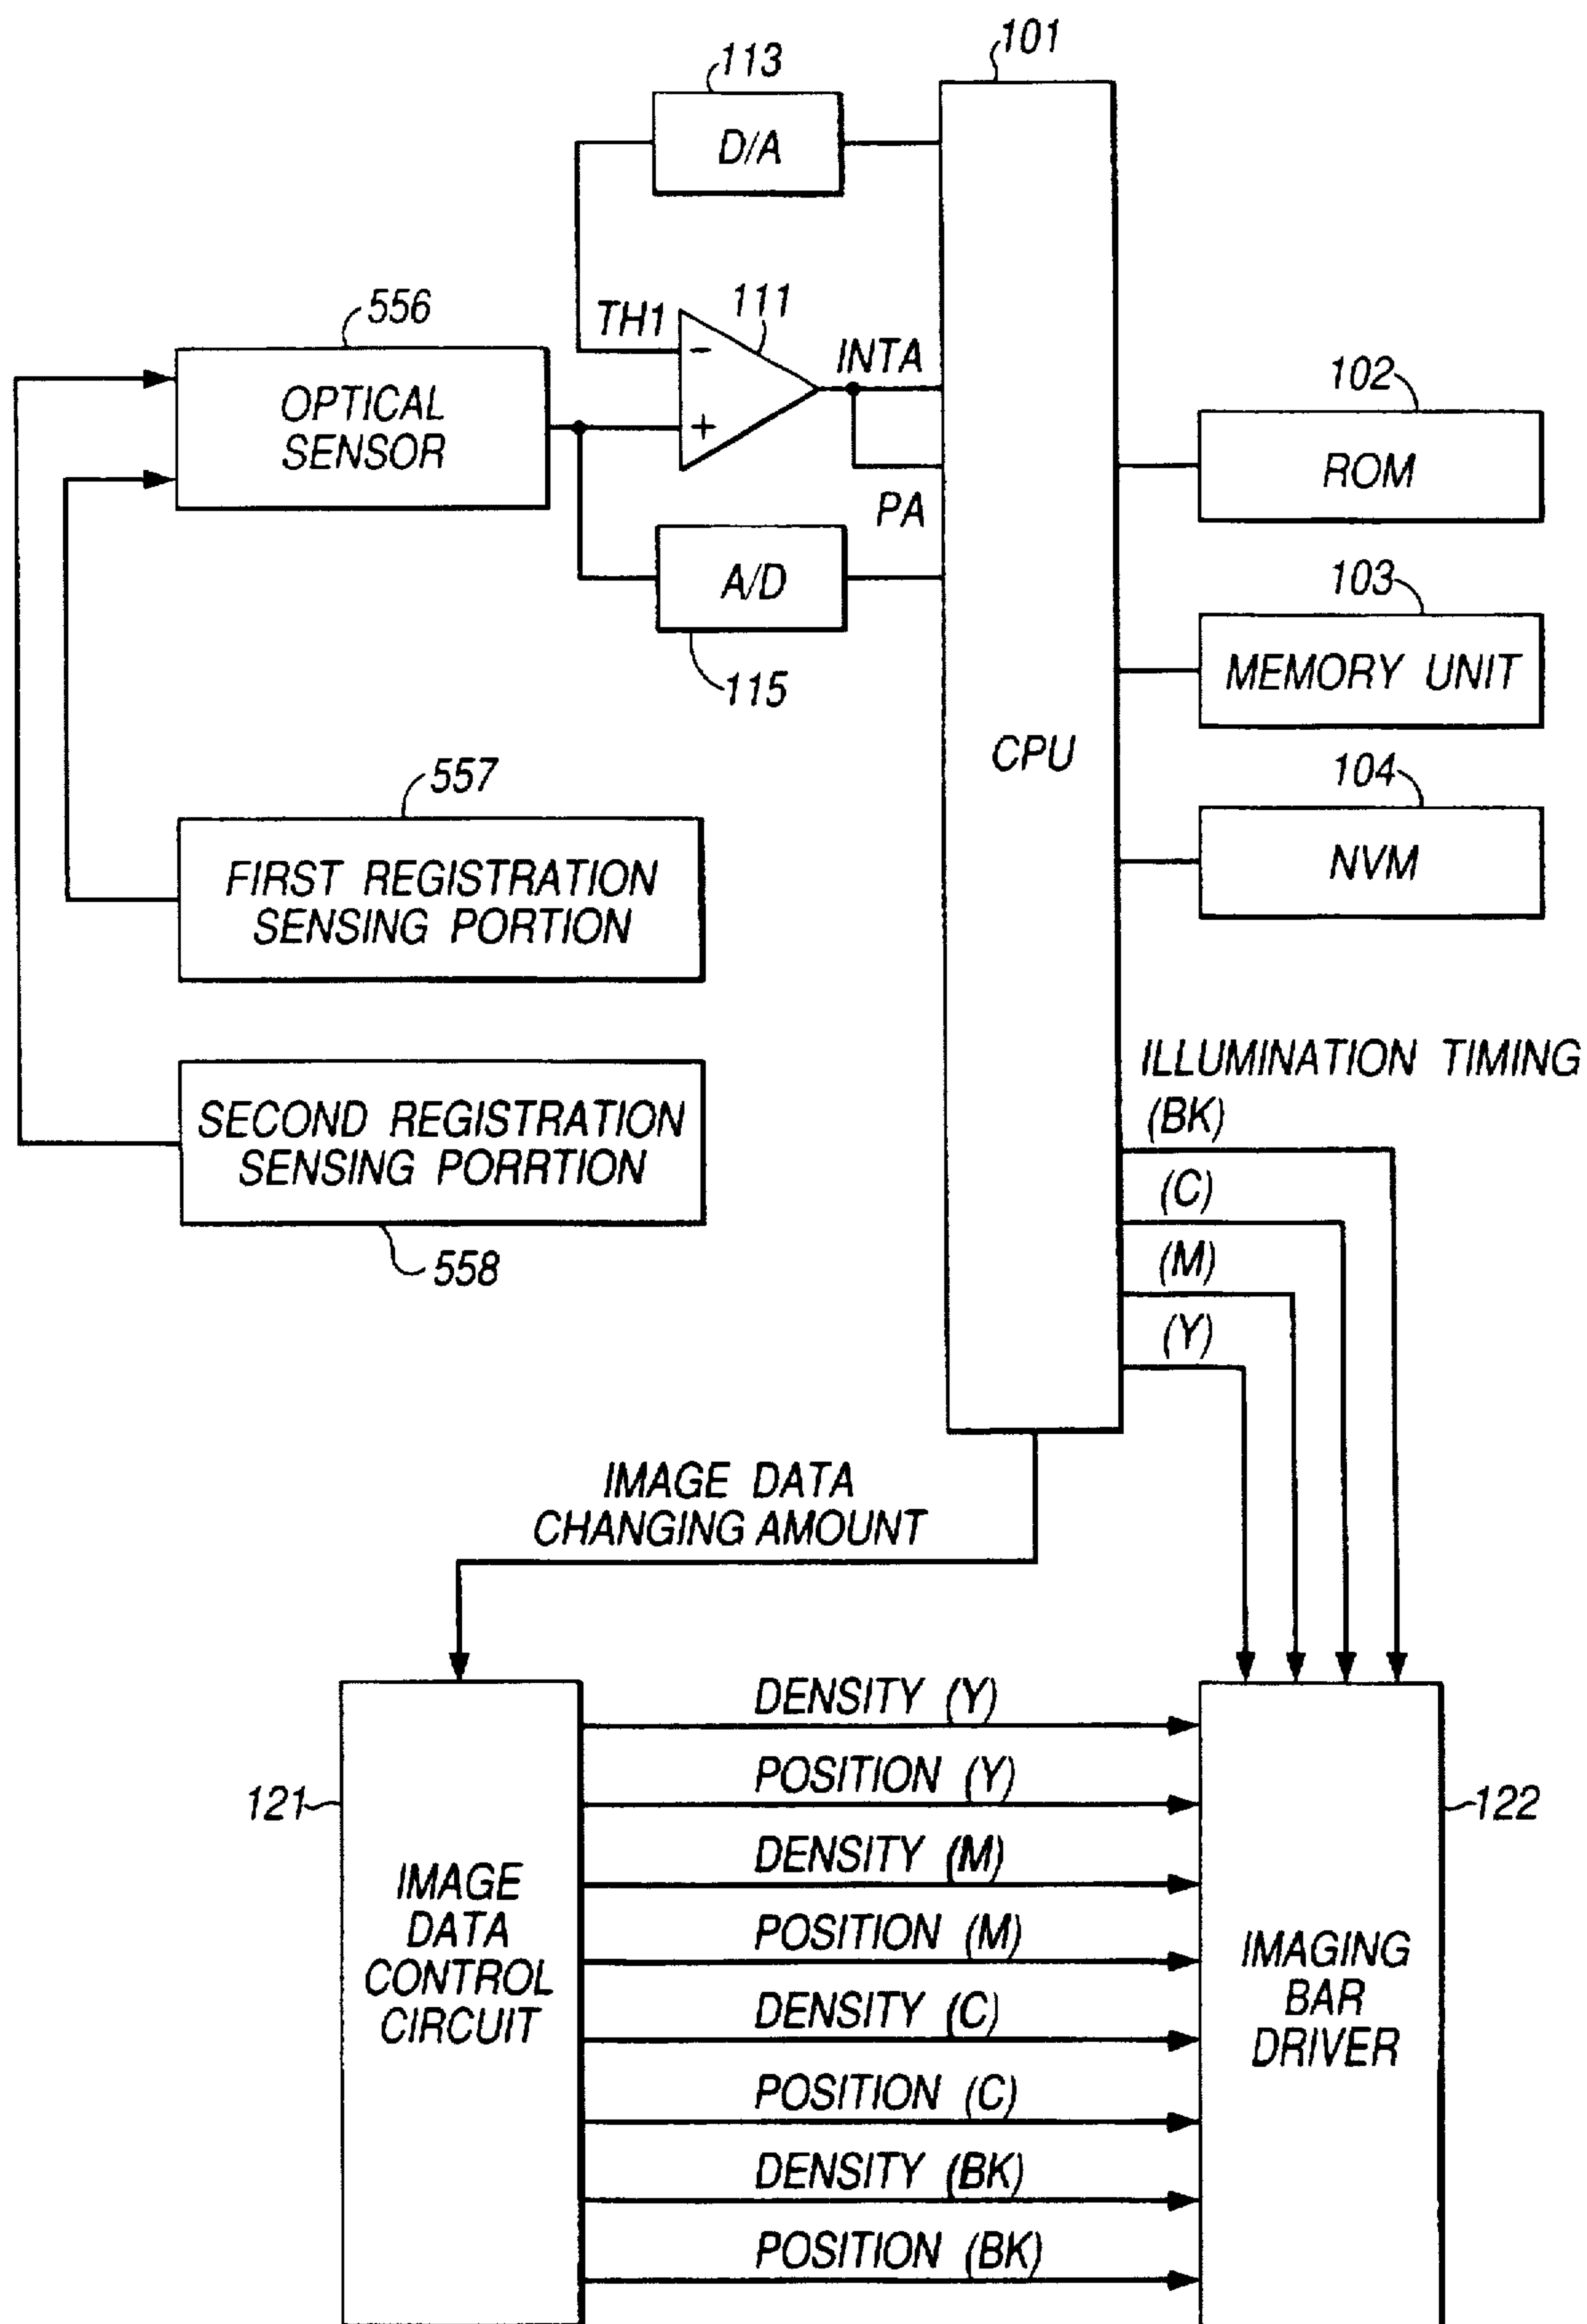 101
113
D/A
TH1
111
INTA
556
OPTICAL
SENSOR
PA
A/D
115
102
ROM
103
MEMORY UNIT
104
NVM
CPU
557
FIRST REGISTRATION
SENSING PORTION
SECOND REGISTRATION
SENSING PORRTION
558
ILLUMINATION TIMING
(BK)
(C)
(M)
(Y)
IMAGE DATA
CHANGING AMOUNT
121
IMAGE
DATA
CONTROL
CIRCUIT
DENSITY (Y)
POSITION (Y)
DENSITY (M)
POSITION (M)
DENSITY (C)
POSITION (C)
DENSITY (BK)
POSITION (BK)
122
IMAGING
BAR
DRIVER